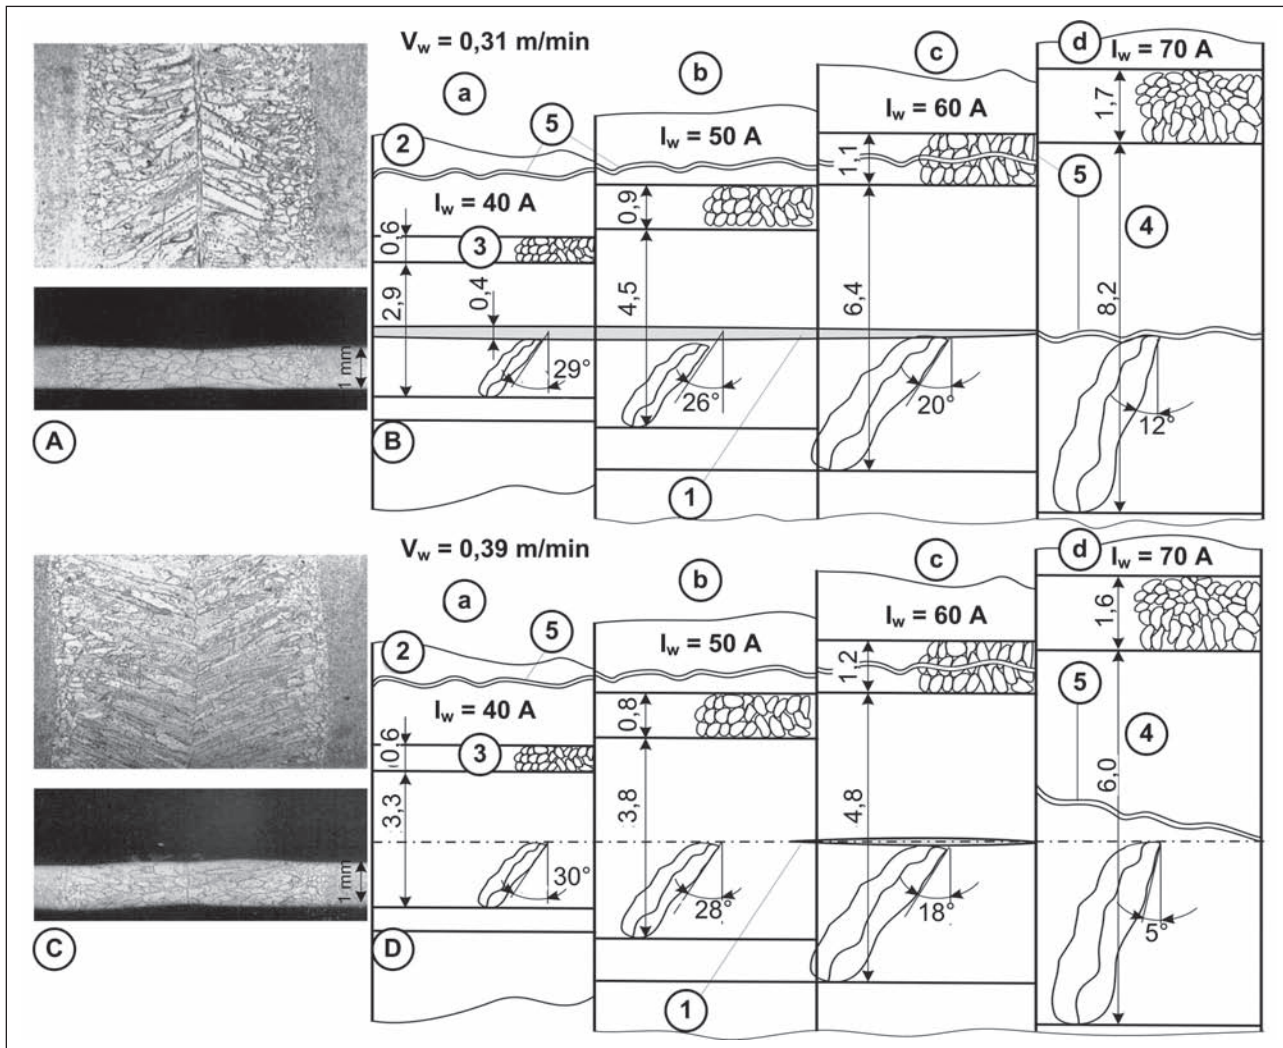 V_w = 0,31 m/min
a
b
c
d
I_w = 70 A
2
5
I_w = 50 A
I_w = 60 A
5
I_w = 40 A
3
4
0,6
2,9
0,4
0,9
4,5
1,1
6,4
1,7
8,2
29°
26°
20°
12°
1 mm
A
B
1
V_w = 0,39 m/min
a
b
c
d
I_w = 70 A
2
5
I_w = 50 A
I_w = 60 A
5
I_w = 40 A
3
4
0,6
3,3
0,8
3,8
1,2
4,8
1,6
6,0
30°
28°
18°
5°
1 mm
C
D
1